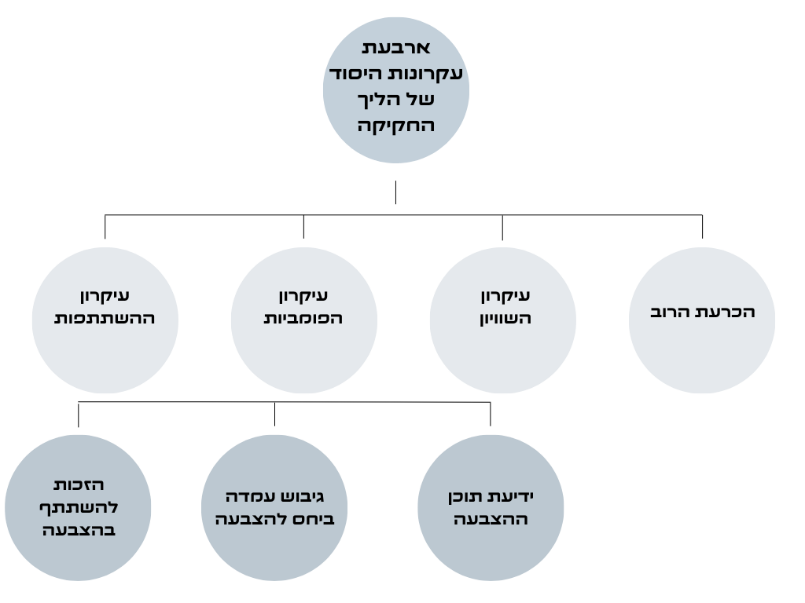 ארבעת
עקרונות היסוד
של הליך
החקיקה
הכרעת הרוב
עיקרון
השוויון
עיקרון
הפומביות
עיקרון
ההשתתפות
ידיעת תוכן
ההצבעה
גיבוש עמדה
ביחס להצבעה
הזכות
להשתתף
בהצבעה